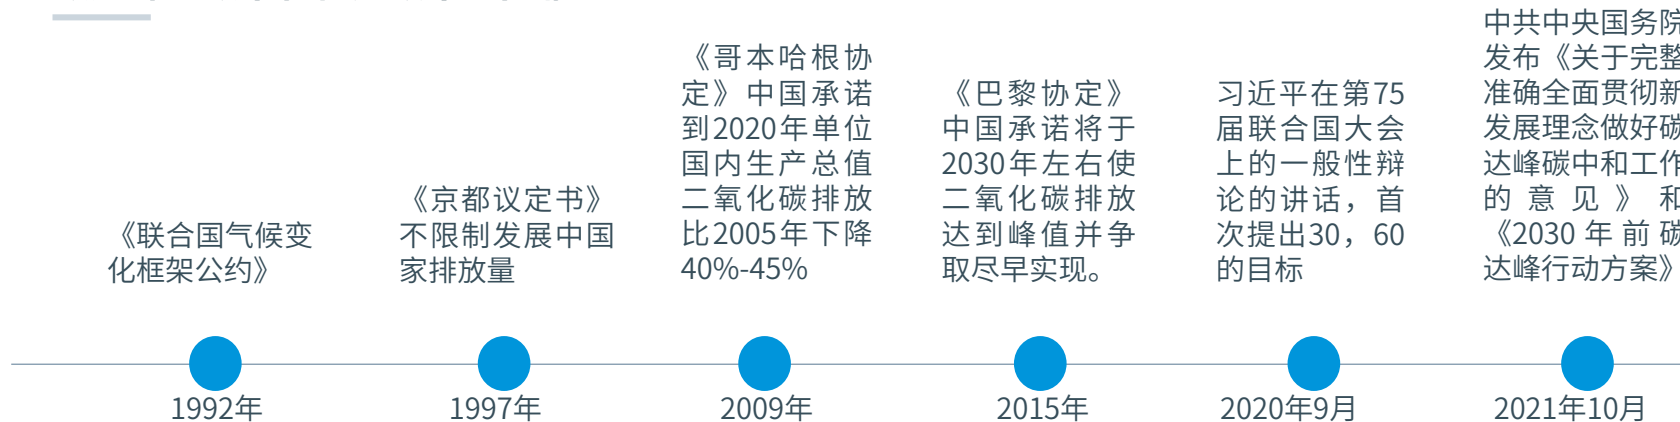 《联合国气候变
化框架公约》
1992年
《京都议定书》
不限制发展中国
家排放量
1997年
《哥本哈根协
定》中国承诺
到2020年单位
国内生产总值
二氧化碳排放
比2005年下降
40%-45%
2009年
《巴黎协定》
中国承诺将于
2030年左右使
二氧化碳排放
达到峰值并争
取尽早实现。
2015年
习近平在第75
届联合国大会
上的一般性辩
论的讲话，首
次提出30，60
的目标
2020年9月
中共中央国务院
发布《关于完整
准确全面贯彻新
发展理念做好碳
达峰碳中和工作
的意见》和
《2030年前碳
达峰行动方案》
2021年10月